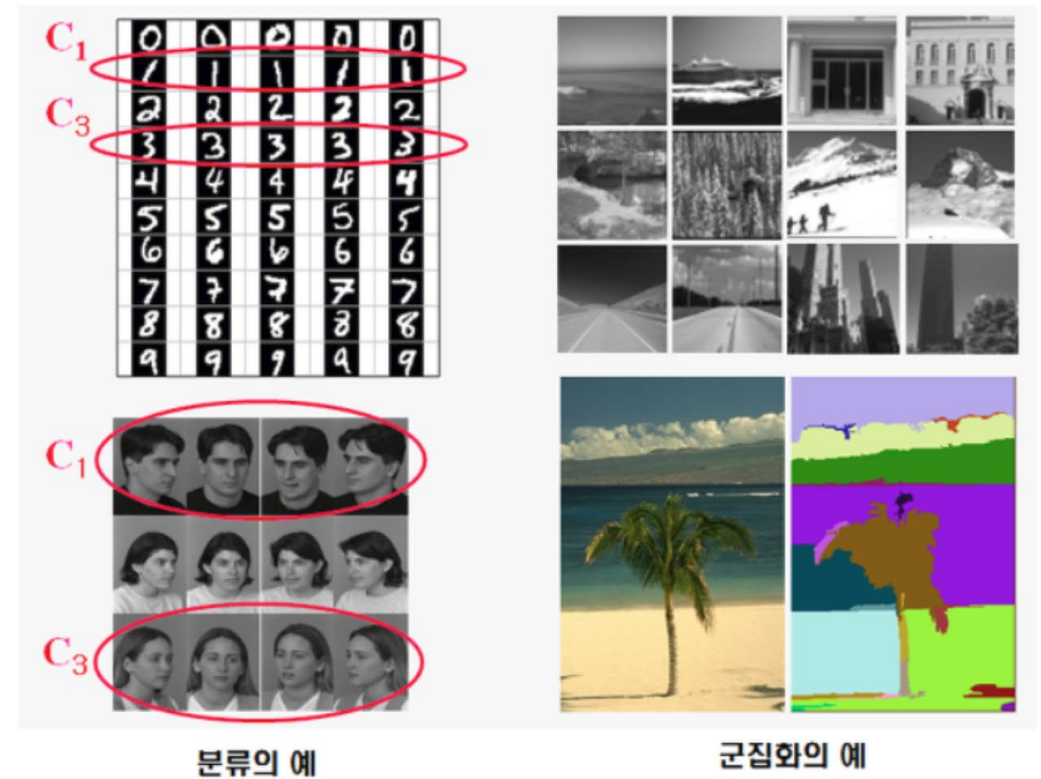 C1
0 0 0 0 0
1 1 1 1 1
C3
2 2 2 2 2
3 3 3 3 3
4 4 4 4 4
5 5 5 5 5
6 6 6 6 6
7 7 7 7 7
8 8 8 8 8
9 9 9 9 9
C1
C3
분류의 예
군집화의 예